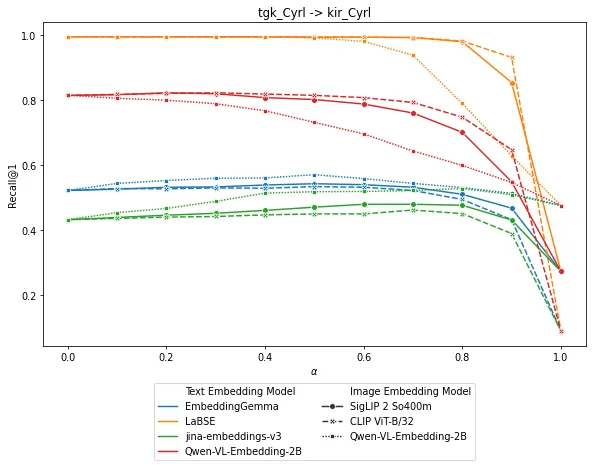 tgk_Cyrl -> kir_Cyrl
Recall@1
1.0
0.8
0.6
0.4
0.2
0.0 0.2 0.4 0.6 0.8 1.0
α
Text Embedding Model
EmbeddingGemma
LaBSE
jina-embeddings-v3
Qwen-VL-Embedding-2B
Image Embedding Model
SigLIP 2 So400m
CLIP ViT-B/32
Qwen-VL-Embedding-2B